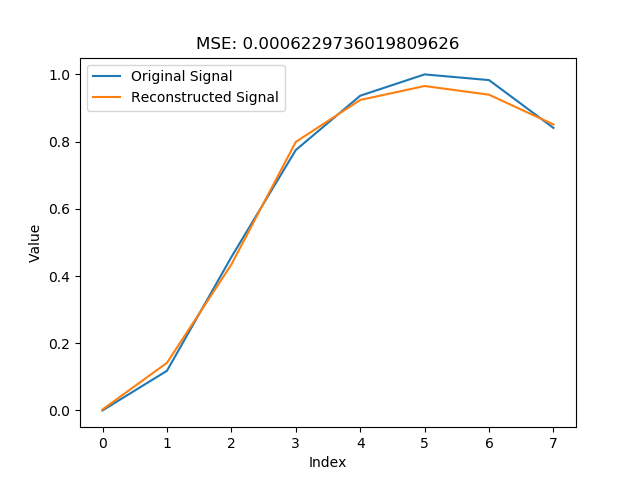 MSE: 0.0006229736019809626
Original Signal
Reconstructed Signal
1.0
0.8
0.6
0.4
0.2
0.0
Value
0 1 2 3 4 5 6 7
Index